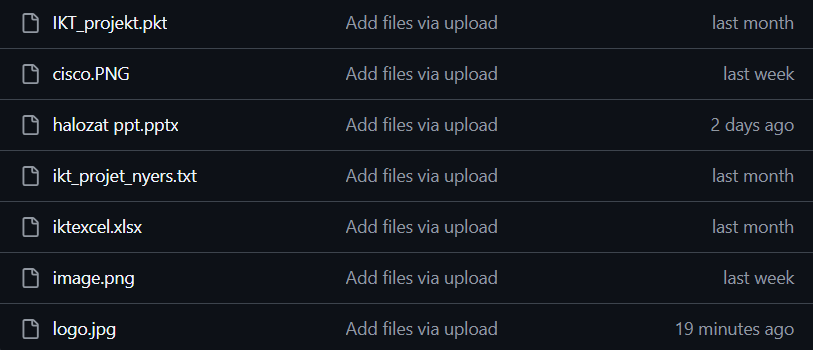 IKT_projekt.pkt Add files via upload last month
cisco.PNG Add files via upload last week
halozat ppt.pptx Add files via upload 2 days ago
ikt_projet_nyers.txt Add files via upload last month
iktexcel.xlsx Add files via upload last month
image.png Add files via upload last week
logo.jpg Add files via upload 19 minutes ago